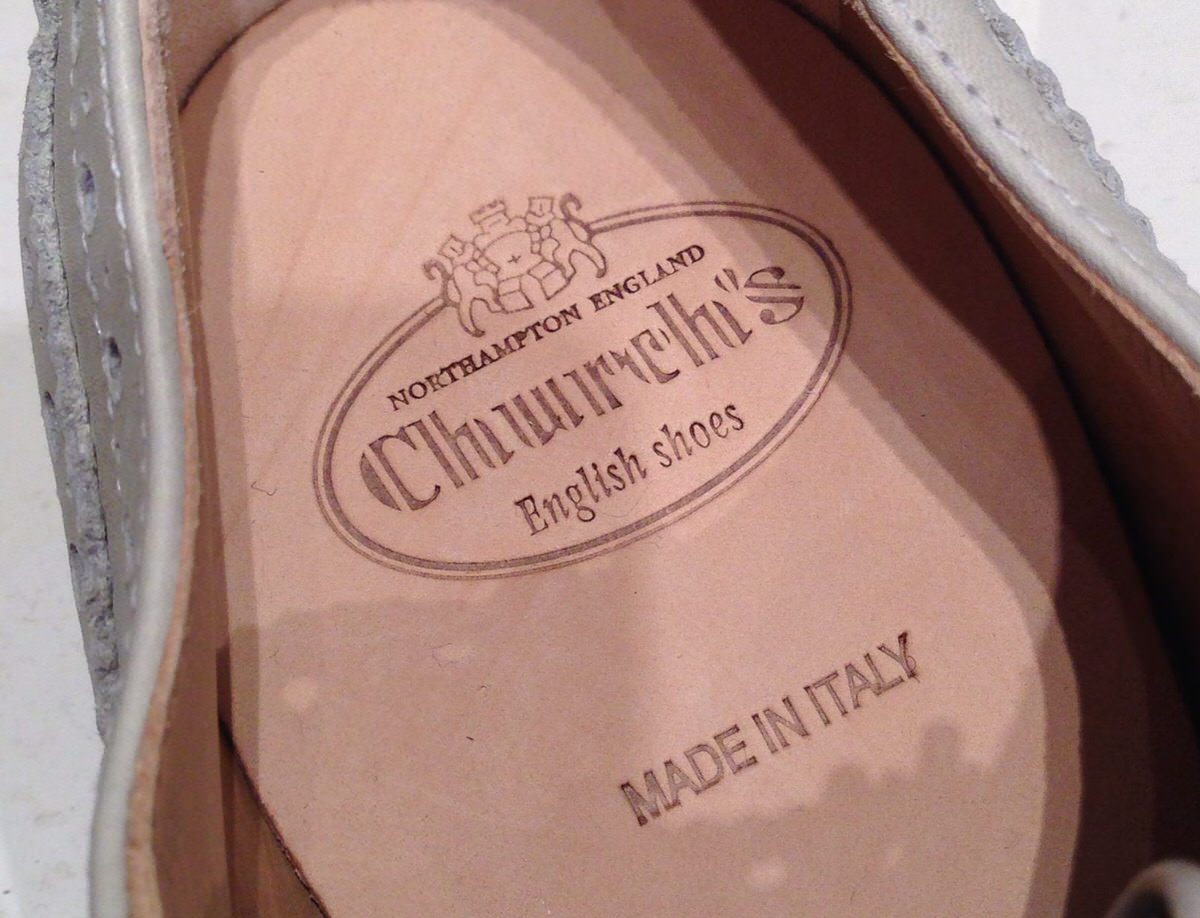 NORTHAMPTON ENGLAND
Church's
English shoes
MADE IN ITALY